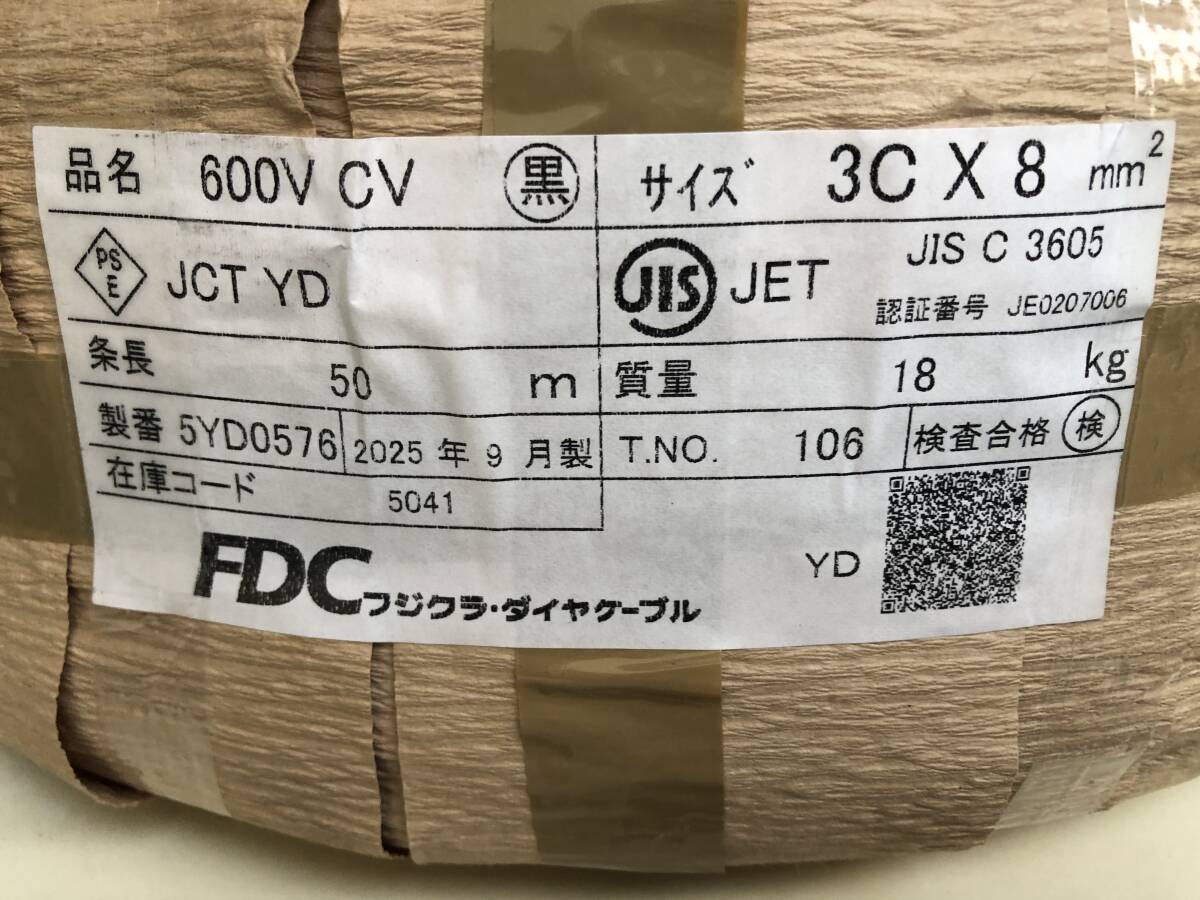 品名 600V CV 黒 サイズ 3C X 8 mm²
PS E JCT YD JIS JET JIS C 3605
認証番号 JE0207006
条長 50 m 質量 18 kg
製番 5YD0576 2025 年 9 月製 T.NO. 106 検査合格 検
在庫コード 5041
YD
FDC フジクラ・ダイヤケーブル